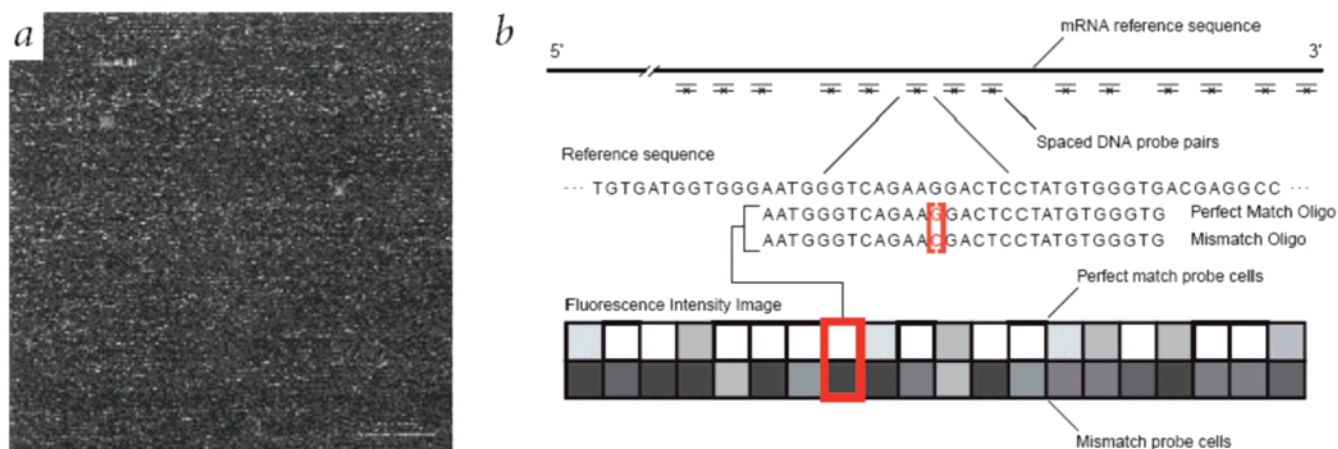 a
b
mRNA reference sequence
5'
3'
Spaced DNA probe pairs
Reference sequence
··· TGTGATGGTGGGAATGGGTCAGAAGGACTCCTATGTGGGTGACGAGGCC ···
AATGGGTCAGAAGGACTCCTATGTGGGTG Perfect Match Oligo
AATGGGTCAGAACGACTCCTATGTGGGTG Mismatch Oligo
Perfect match probe cells
Fluorescence Intensity Image
Mismatch probe cells